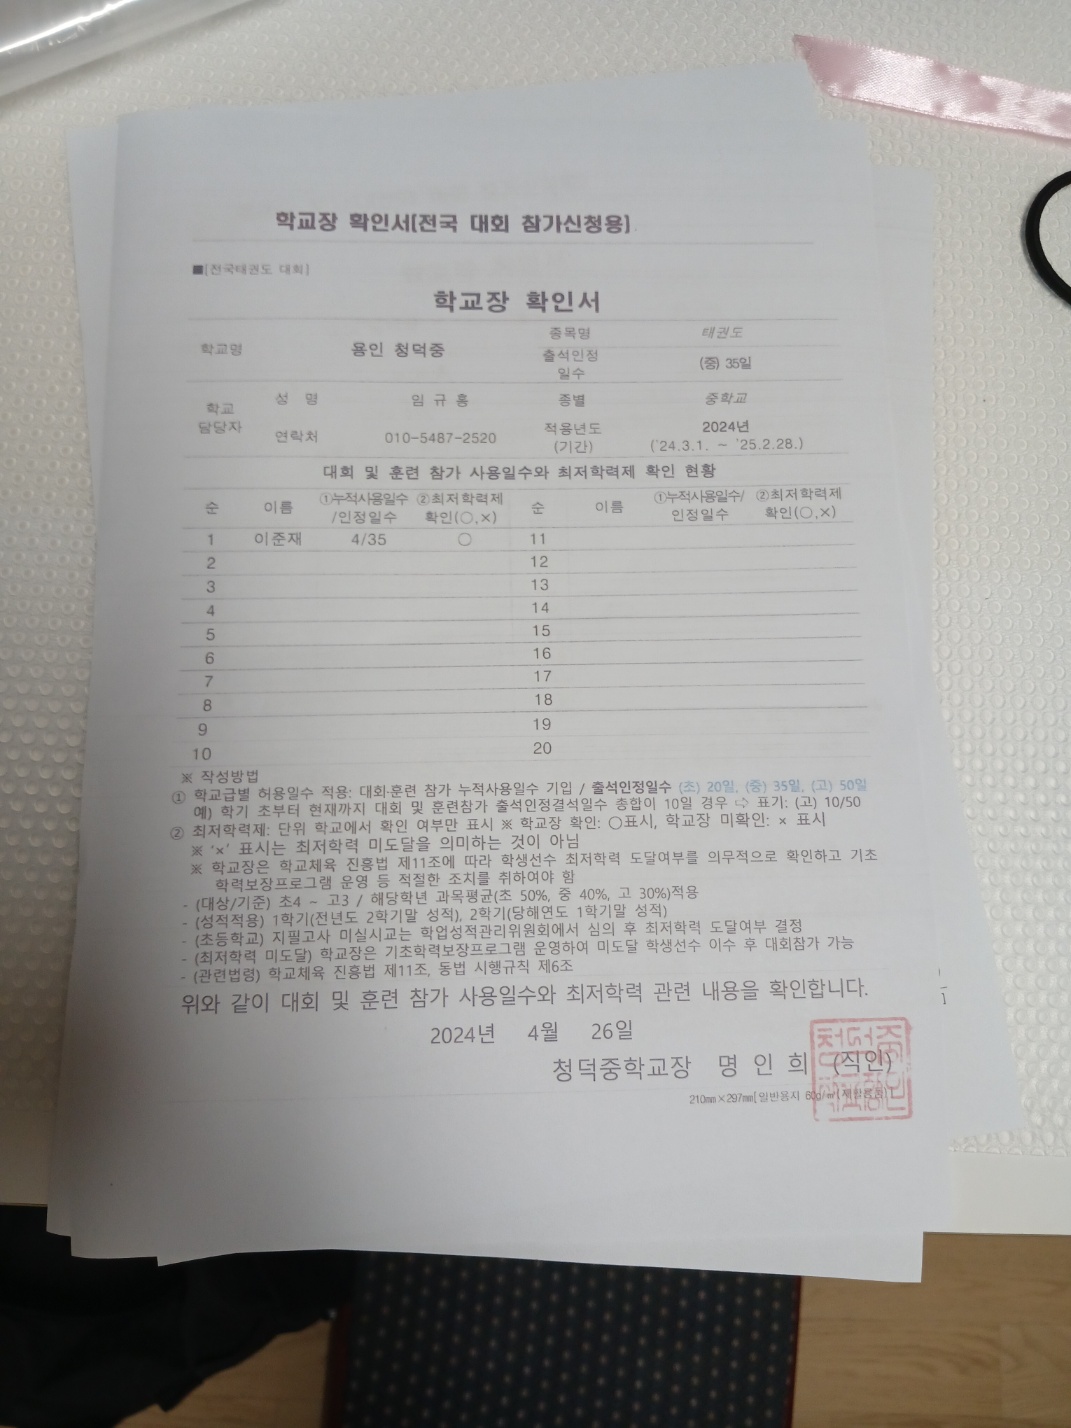 학교장 확인서[전국 대회 참가신청용]
■[전국태권도 대회]
학교장 확인서
학교명 용인 청덕중 종목명 태권도
출석인정 일수 (중) 35일
학교 담당자 성 명 임 규 홍 종별 중학교
연락처 010-5487-2520 적용년도 (기간) 2024년 (`24.3.1. ~ `25.2.28.)
대회 및 훈련 참가 사용일수와 최저학력제 확인 현황
순 이름 ①누적사용일수/인정일수 ②최저학력제 확인(○,×) 순 이름 ①누적사용일수/인정일수 ②최저학력제 확인(○,×)
1 이준재 4/35 ○ 11
2 12
3 13
4 14
5 15
6 16
7 17
8 18
9 19
10 20
※ 작성방법
① 학교급별 허용일수 적용: 대회·훈련 참가 누적사용일수 기입 / 출석인정일수 (초) 20일, (중) 35일, (고) 50일
예) 학기 초부터 현재까지 대회 및 훈련참가 출석인정결석일수 총합이 10일 경우 ➩ 표기: (고) 10/50
② 최저학력제: 단위 학교에서 확인 여부만 표시 ※ 학교장 확인: ○표시, 학교장 미확인: × 표시
※ '×' 표시는 최저학력 미도달을 의미하는 것이 아님
※ 학교장은 학교체육 진흥법 제11조에 따라 학생선수 최저학력 도달여부를 의무적으로 확인하고 기초
학력보장프로그램 운영 등 적절한 조치를 취하여야 함
- (대상/기준) 초4 ~ 고3 / 해당학년 과목평균(초 50%, 중 40%, 고 30%)적용
- (성적적용) 1학기(전년도 2학기말 성적), 2학기(당해연도 1학기말 성적)
- (초등학교) 지필고사 미실시교는 학업성적관리위원회에서 심의 후 최저학력 도달여부 결정
- (최저학력 미도달) 학교장은 기초학력보장프로그램 운영하여 미도달 학생선수 이수 후 대회참가 가능
- (관련법령) 학교체육 진흥법 제11조, 동법 시행규칙 제6조
위와 같이 대회 및 훈련 참가 사용일수와 최저학력 관련 내용을 확인합니다.
2024년 4월 26일
청덕중학교장 명 인 희 (직인)
210㎜×297㎜[일반용지 60g/㎡(재활용품)]